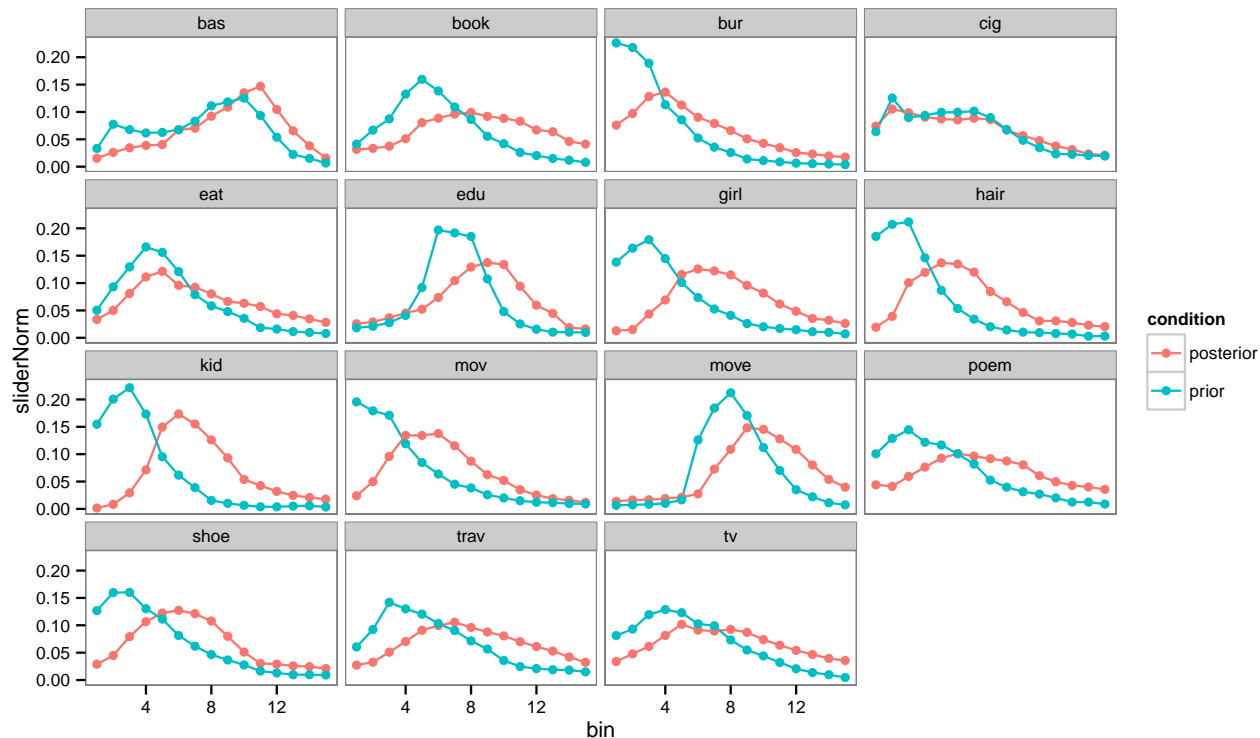 bas book bur cig
0.20
0.15
0.10
0.05
0.00
eat edu girl hair
0.20
0.15
0.10
0.05
0.00
kid mov move poem
0.20
0.15
0.10
0.05
0.00
shoe trav tv
0.20
0.15
0.10
0.05
0.00
4 8 12 4 8 12 4 8 12
bin
sliderNorm
condition
posterior
prior